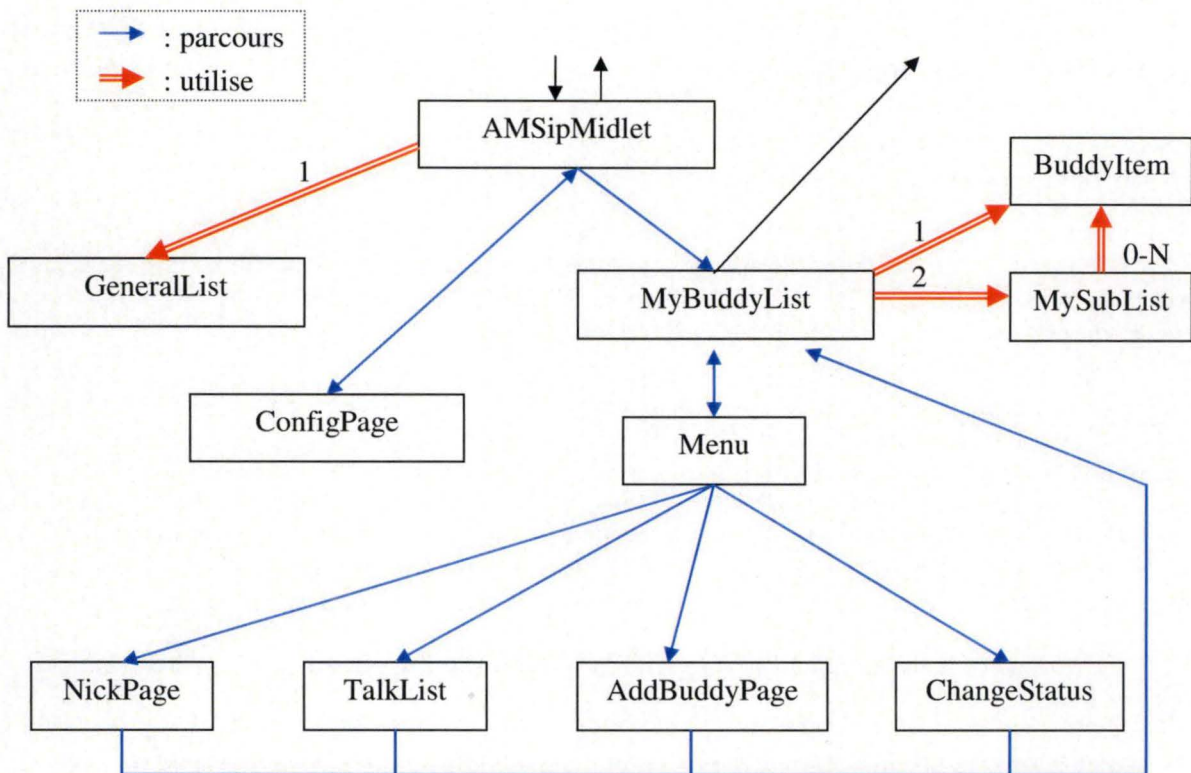 : parcours
: utilise
AMSipMidlet
BuddyItem
1
1
0-N
GeneralList
MyBuddyList
2
MySubList
ConfigPage
Menu
NickPage
TalkList
AddBuddyPage
ChangeStatus